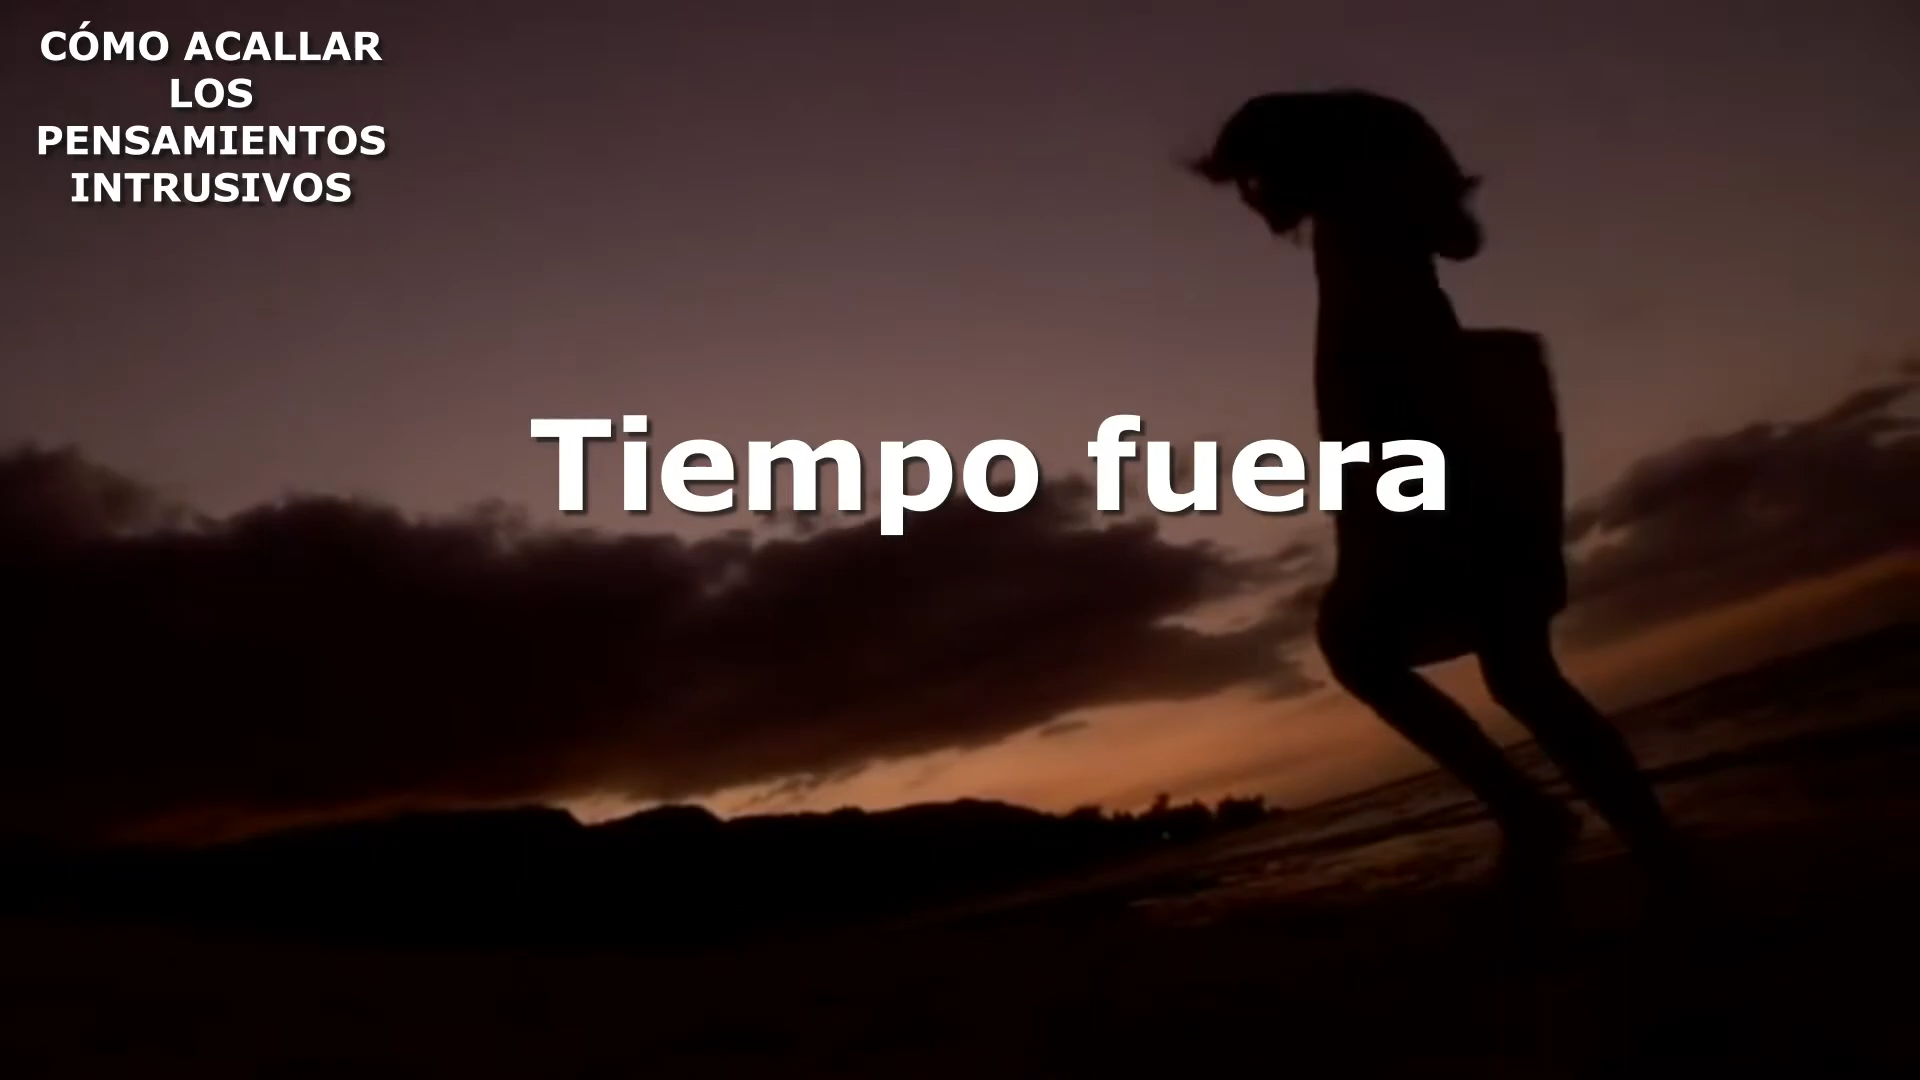 CÓMO ACALLAR
LOS
PENSAMIENTOS
INTRUSIVOS
Tiempo fuera